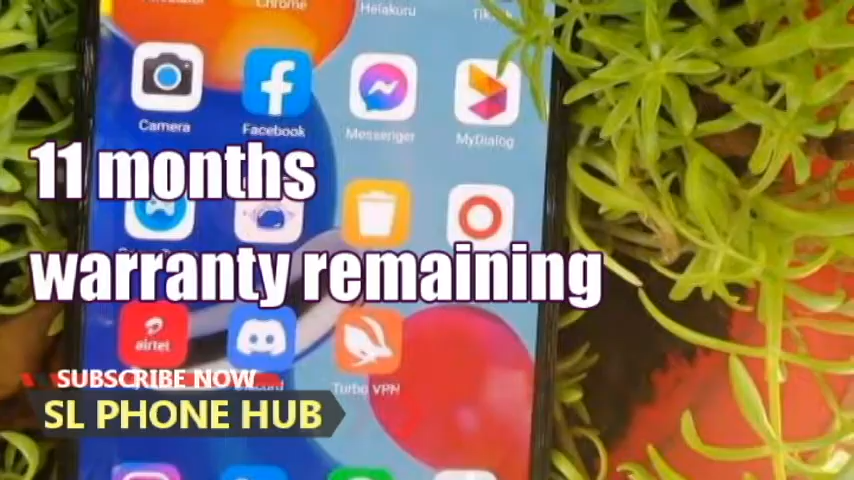 Chrome
Helakuru
Camera
Facebook
Messenger
MyDialog
11 months
warranty remaining
airtel
SUBSCRIBE NOW
Turbo VPN
SL PHONE HUB